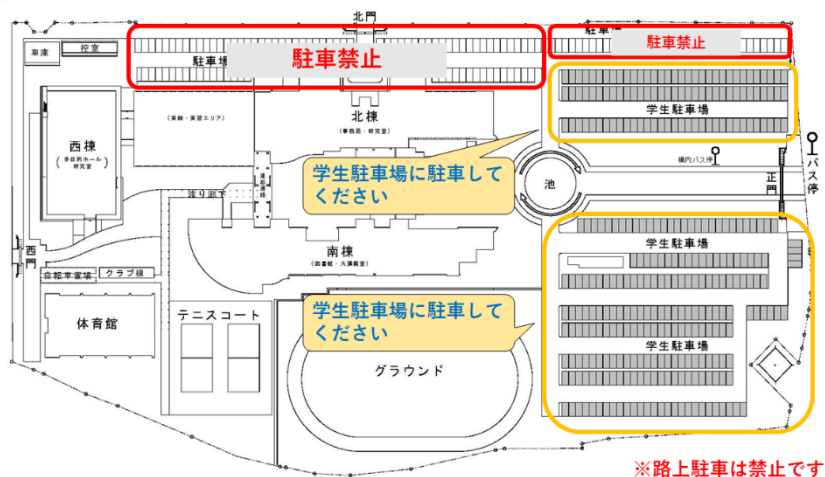 北門
車庫
控室
駐車場
駐車禁止
駐車
駐車禁止
学生駐車場
西棟
(多目的ホール
研究室)
(実験・実習エリア)
北棟
(事務局・研究室)
学生駐車場に駐車して
ください
構内バス停
バス停
正門
池
渡り廊下
連絡通路
西門
自転車置場
クラブ棟
南棟
(図書館・大講義室)
学生駐車場
体育館
テニスコート
学生駐車場に駐車して
ください
グラウンド
学生駐車場
※路上駐車は禁止です